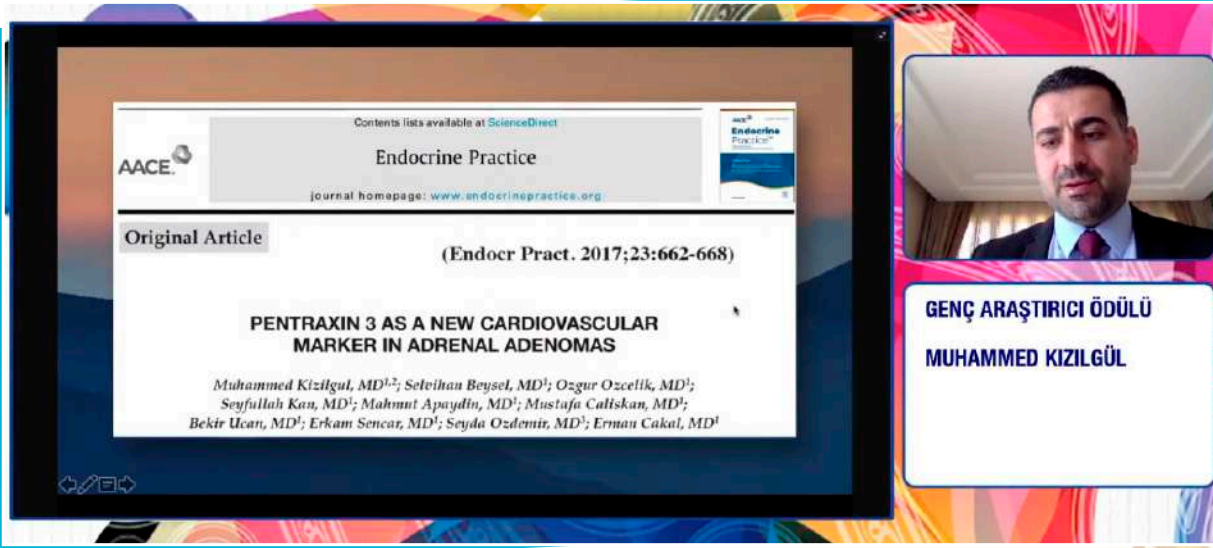 Contents lists available at ScienceDirect
AACE.
Endocrine Practice
journal homepage: www.endocrinepractice.org
AACE
Endocrine
Practice
Original Article
(Endocr Pract. 2017;23:662-668)
PENTRAXIN 3 AS A NEW CARDIOVASCULAR
MARKER IN ADRENAL ADENOMAS
Muhammed Kizilgul, MD1,2; Selvihan Beysel, MD1; Ozgur Ozcelik, MD1;
Seyfullah Kan, MD1; Mahmut Apaydin, MD1; Mustafa Caliskan, MD1;
Bekir Ucan, MD1; Erkam Sencar, MD1; Seyda Ozdemir, MD3; Erman Cakal, MD1
GENÇ ARAŞTIRICI ÖDÜLÜ
MUHAMMED KIZILGÜL